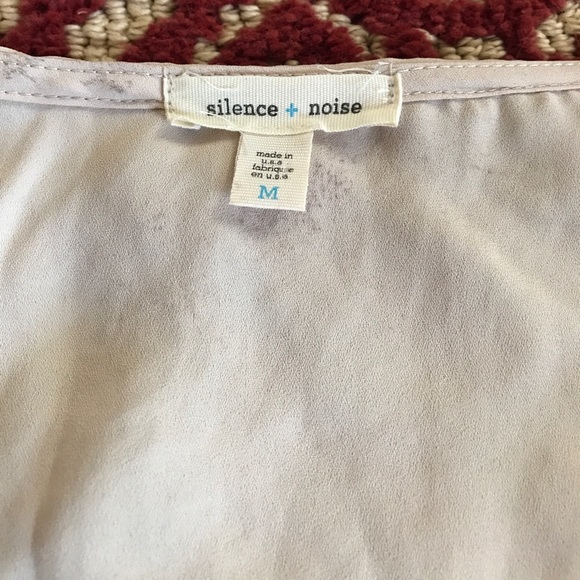 silence + noise
made in
u.s.a
fabriqué
en u.s.a
M